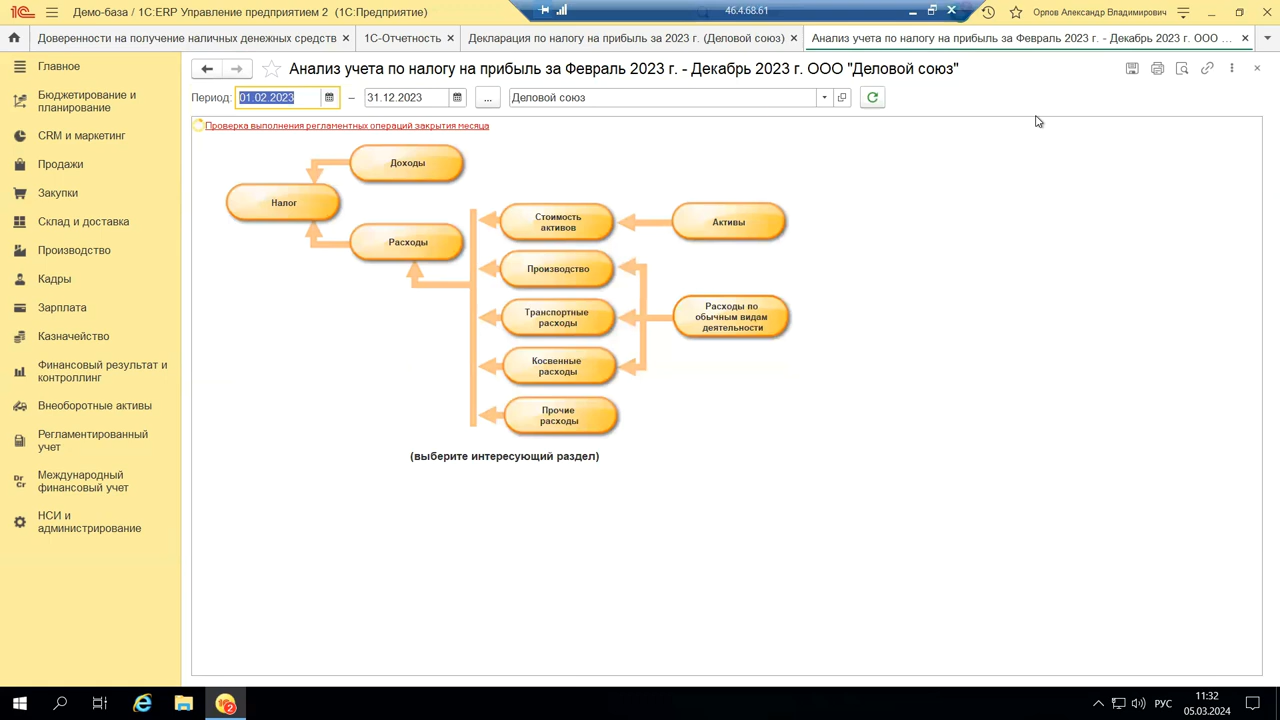 Демо-база / 1С:ERP Управление предприятием 2 (1С:Предприятие)
46.4.68.61
Орлов Александр Владимирович
Доверенности на получение наличных денежных средств
1С-Отчетность
Декларация по налогу на прибыль за 2023 г. (Деловой союз)
Анализ учета по налогу на прибыль за Февраль 2023 г. - Декабрь 2023 г. ООО ...
Главное
Бюджетирование и
планирование
CRM и маркетинг
Продажи
Закупки
Склад и доставка
Производство
Кадры
Зарплата
Казначейство
Финансовый результат и
контроллинг
Внеоборотные активы
Регламентированный
учет
Dr
Cr
Международный
финансовый учет
НСИ и
администрирование
Анализ учета по налогу на прибыль за Февраль 2023 г. - Декабрь 2023 г. ООО "Деловой союз"
Период: 01.02.2023 – 31.12.2023 ... Деловой союз
Проверка выполнения регламентных операций закрытия месяца
Доходы
Налог
Расходы
Стоимость
активов
Активы
Производство
Транспортные
расходы
Расходы по
обычным видам
деятельности
Косвенные
расходы
Прочие
расходы
(выберите интересующий раздел)
2
РУС
11:32
05.03.2024